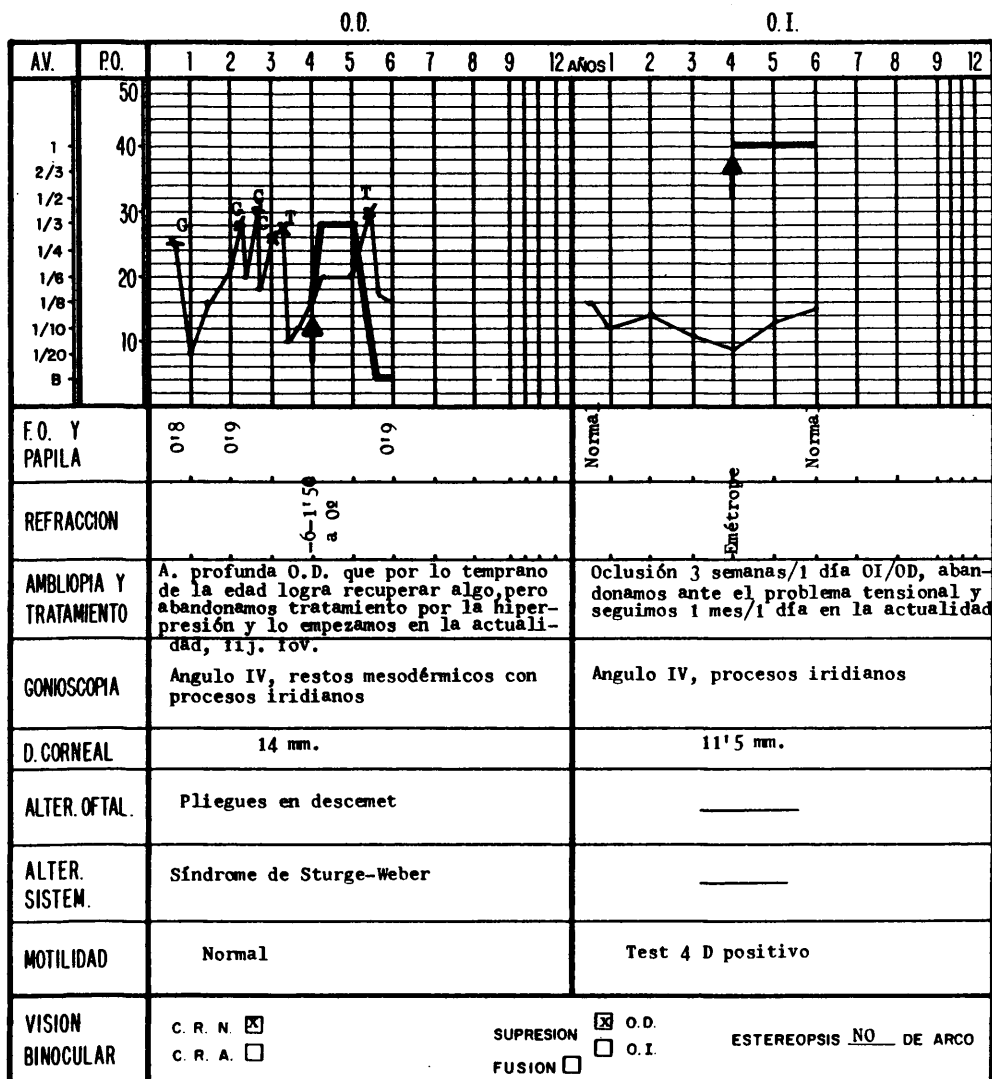 O.D.
O.I.
A.V. P.O. 1 2 3 4 5 6 7 8 9 12 AÑOS 1 2 3 4 5 6 7 8 9 12
50
1 40
2/3
1/2 30
1/3
1/4
1/6 20
1/8
1/10 10
1/20
B
G G G G T T
F.O. Y
PAPILA
0'8
0'9
0'9
Normal
Normal
REFRACCION
-6-1'50
a 0º
Emétrope
AMBLIOPIA Y
TRATAMIENTO
A. profunda O.D. que por lo temprano
de la edad logra recuperar algo,pero
abandonamos tratamiento por la hiper-
presión y lo empezamos en la actuali-
dad, fij. fov.
Oclusión 3 semanas/1 día OI/OD, aban-
donamos ante el problema tensional y
seguimos 1 mes/1 día en la actualidad
GONIOSCOPIA
Angulo IV, restos mesodérmicos con
procesos iridianos
Angulo IV, procesos iridianos
D. CORNEAL
14 mm.
11'5 mm.
ALTER. OFTAL.
Pliegues en descemet
ALTER.
SISTEM.
Síndrome de Sturge-Weber
MOTILIDAD
Normal
Test 4 D positivo
VISION
BINOCULAR
C. R. N. X
C. R. A.
SUPRESION X O.D.
O.I.
FUSION
ESTEREOPSIS NO DE ARCO